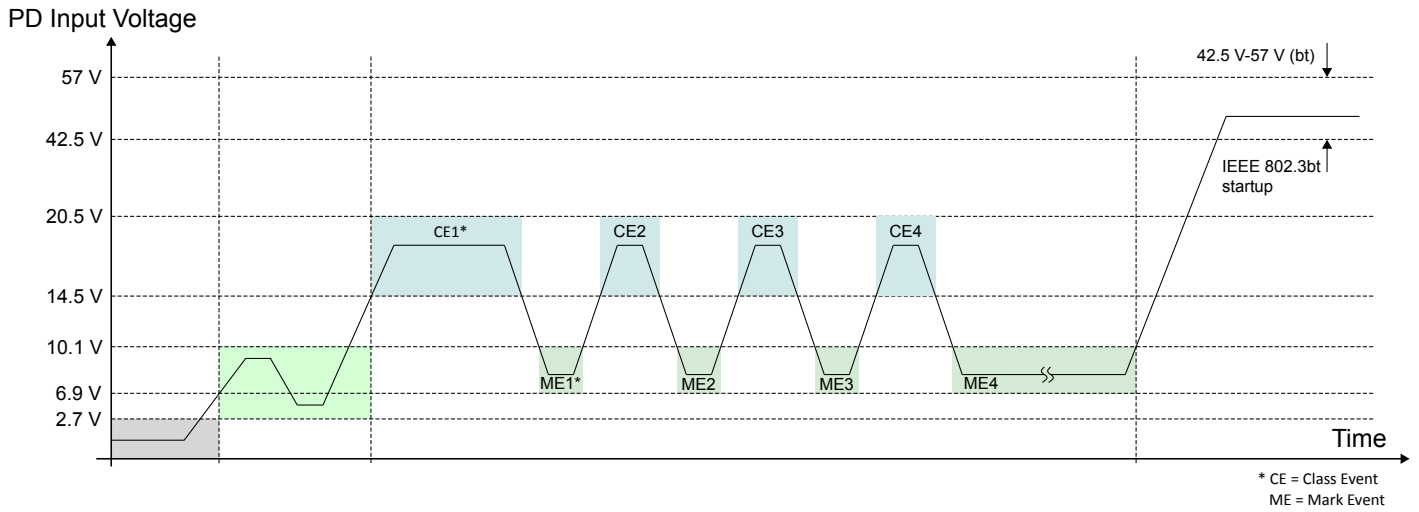 PD Input Voltage
42.5 V-57 V (bt)
57 V
42.5 V
IEEE 802.3bt
startup
20.5 V
CE1*
CE2
CE3
CE4
14.5 V
10.1 V
ME1*
ME2
ME3
ME4
6.9 V
2.7 V
Time
* CE = Class Event
ME = Mark Event